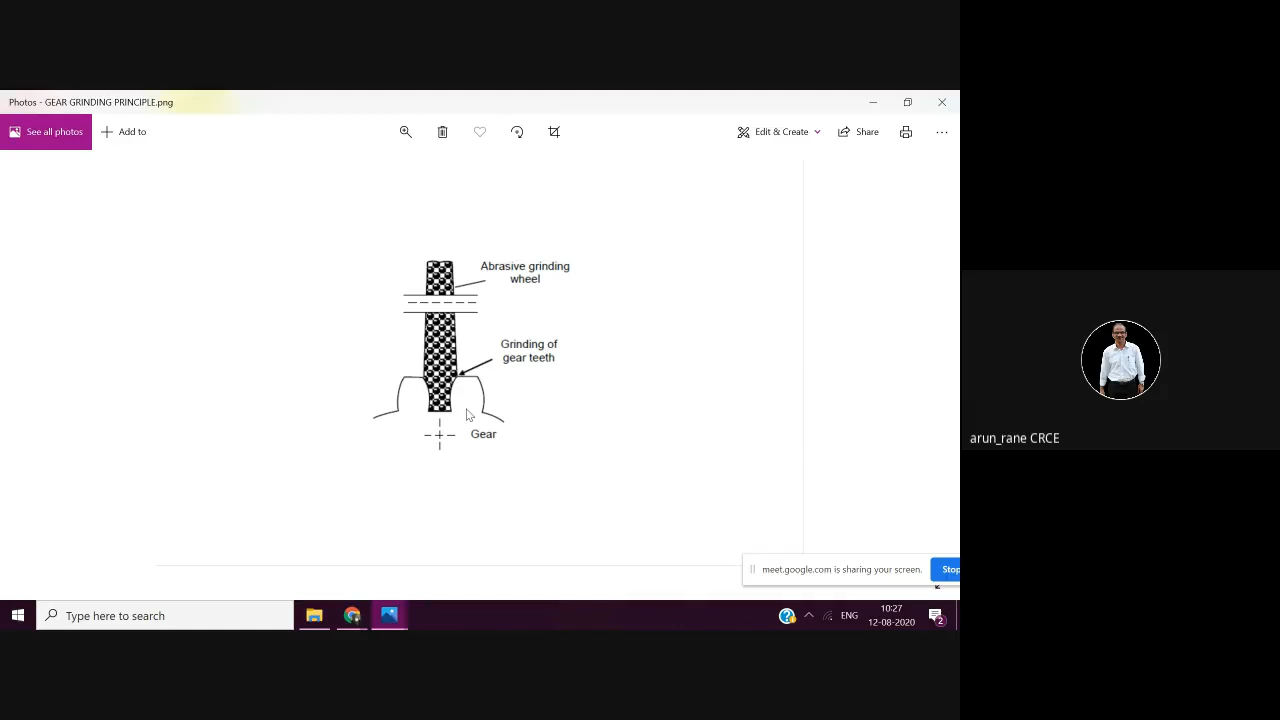 Photos - GEAR GRINDING PRINCIPLE.png
See all photos
Add to
Edit & Create
Share
Abrasive grinding
wheel
Grinding of
gear teeth
Gear
arun_rane CRCE
meet.google.com is sharing your screen.
Stop
Type here to search
ENG
10:27
12-08-2020
2